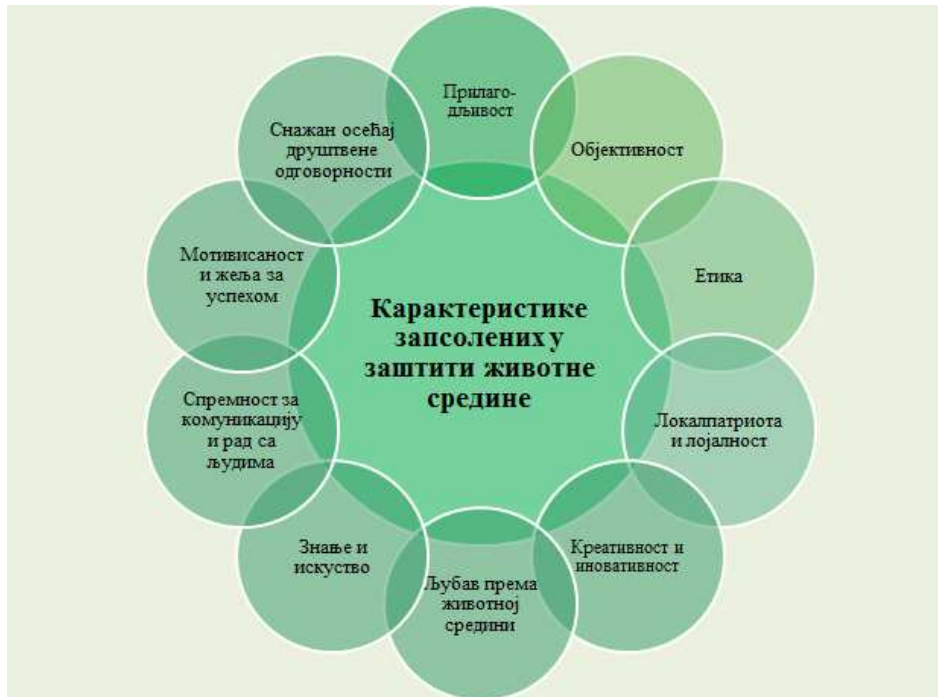 Прилаго-
дљивост
Објективност
Етика
Локалпатриота
и лојалност
Креативност и
иновативност
Љубав према
животној
средини
Знање и
искуство
Спремност за
комуникацију
и рад са
људима
Мотивисаност
и жеља за
успехом
Снажан осећај
друштвене
одговорности
Карактеристике
запсолених у
заштити животне
средине